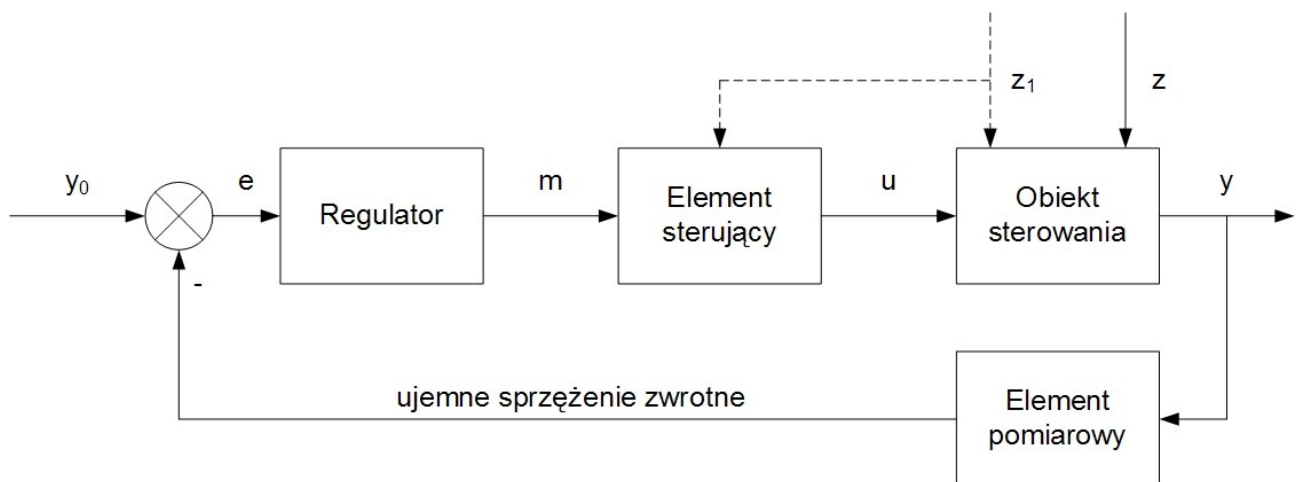 z₁
z
y₀
e
Regulator
m
Element
sterujący
u
Obiekt
sterowania
y
-
ujemne sprzężenie zwrotne
Element
pomiarowy